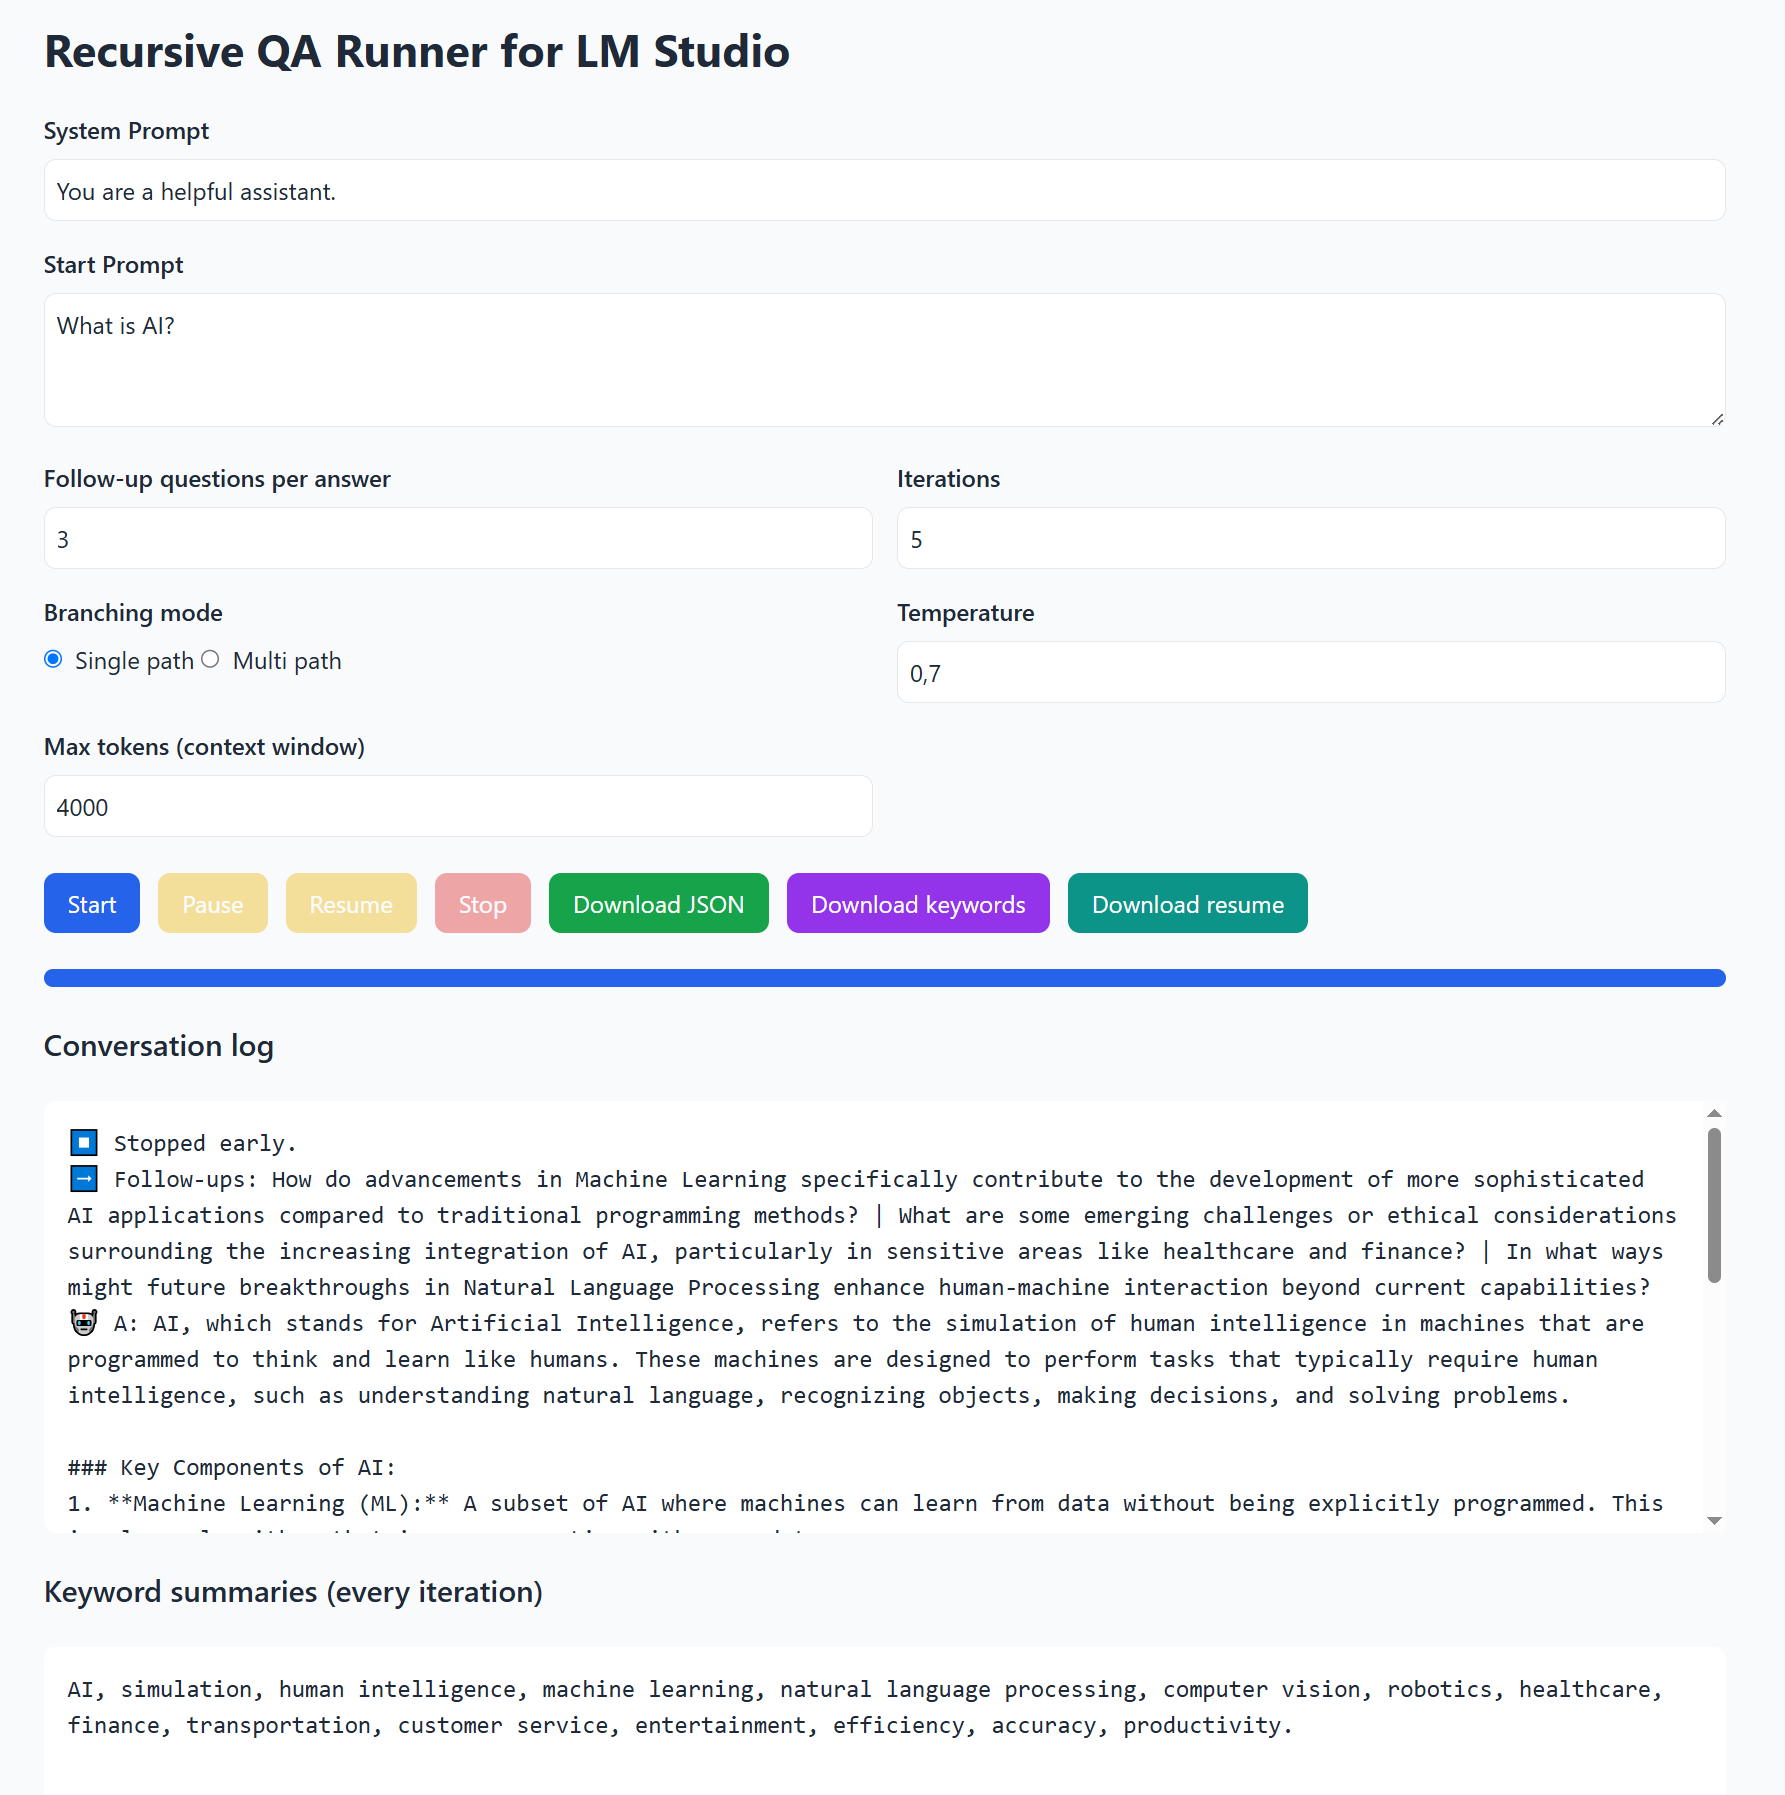 Recursive QA Runner for LM Studio
System Prompt
You are a helpful assistant.
Start Prompt
What is AI?
Follow-up questions per answer
Iterations
3
5
Branching mode
Temperature
Single path Multi path
0,7
Max tokens (context window)
4000
Start Pause Resume Stop Download JSON Download keywords Download resume
Conversation log
Stopped early.
Follow-ups: How do advancements in Machine Learning specifically contribute to the development of more sophisticated
AI applications compared to traditional programming methods? | What are some emerging challenges or ethical considerations
surrounding the increasing integration of AI, particularly in sensitive areas like healthcare and finance? | In what ways
might future breakthroughs in Natural Language Processing enhance human-machine interaction beyond current capabilities?
A: AI, which stands for Artificial Intelligence, refers to the simulation of human intelligence in machines that are
programmed to think and learn like humans. These machines are designed to perform tasks that typically require human
intelligence, such as understanding natural language, recognizing objects, making decisions, and solving problems.
### Key Components of AI:
1. **Machine Learning (ML):** A subset of AI where machines can learn from data without being explicitly programmed. This
Keyword summaries (every iteration)
AI, simulation, human intelligence, machine learning, natural language processing, computer vision, robotics, healthcare,
finance, transportation, customer service, entertainment, efficiency, accuracy, productivity.